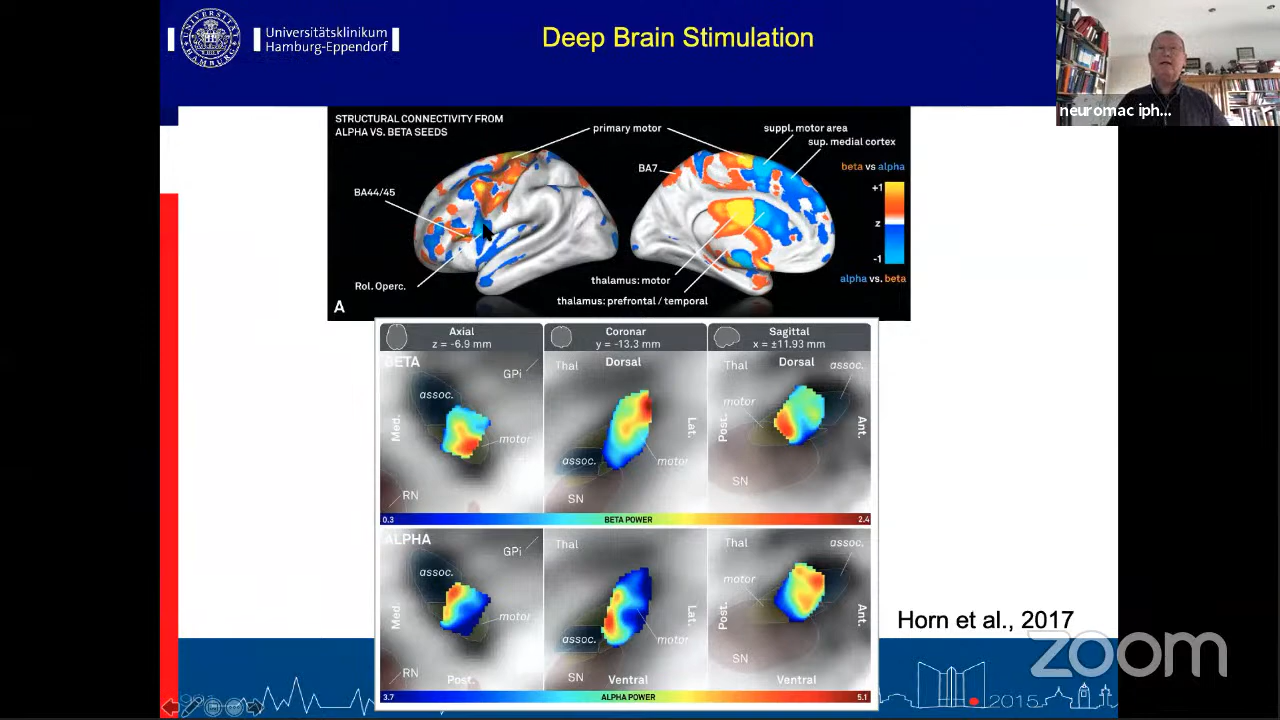 Universitätsklinikum
Hamburg-Eppendorf
Deep Brain Stimulation
neuromac iph...
STRUCTURAL CONNECTIVITY FROM
ALPHA VS. BETA SEEDS
primary motor
suppl. motor area
sup. medial cortex
BA7
beta vs alpha
BA44/45
+1
z
-1
alpha vs. beta
thalamus: motor
Rol. Operc.
thalamus: prefrontal / temporal
A
Axial
z = -6.9 mm
Coronar
y = -13.3 mm
Sagittal
x = ±11.93 mm
BETA
GPi
assoc.
Med.
motor
RN
Thal
Dorsal
Lat.
assoc.
motor
SN
Thal
Dorsal
assoc.
motor
Post.
Ant.
SN
0.3
BETA POWER
2.4
ALPHA
GPi
assoc.
Med.
motor
RN
Post.
Thal
Lat.
assoc.
motor
SN
Ventral
Thal
assoc.
motor
Post.
Ant.
SN
Ventral
3.7
ALPHA POWER
5.1
Horn et al., 2017
zoom
2015